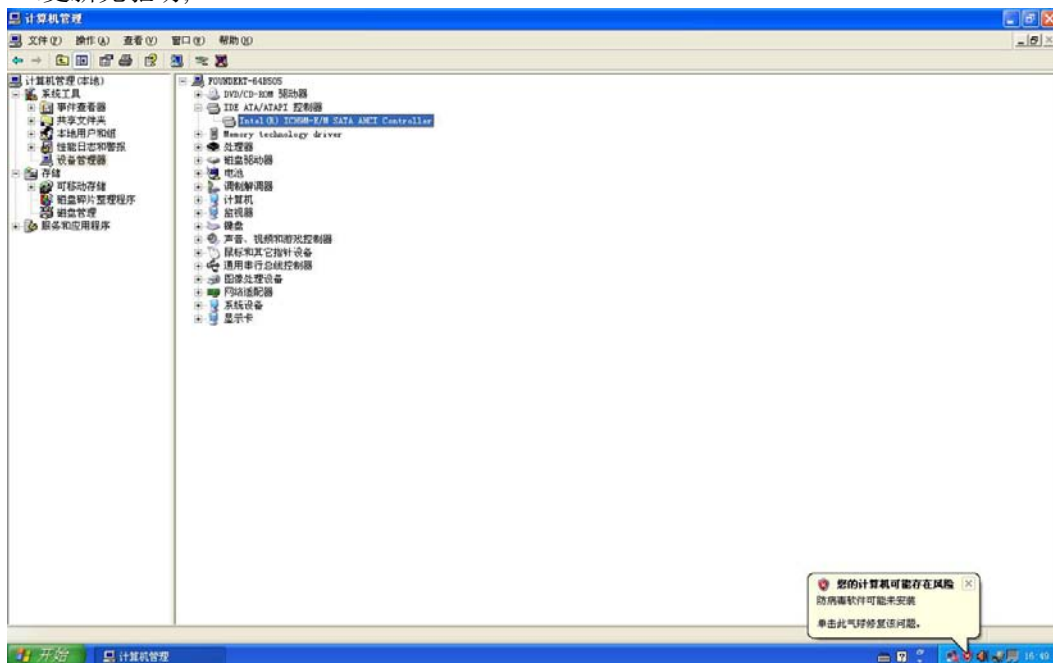 计算机管理
文件(F) 操作(A) 查看(V) 窗口(W) 帮助(H)
计算机管理(本地)
系统工具
事件查看器
共享文件夹
本地用户和组
性能日志和警报
设备管理器
存储
可移动存储
磁盘碎片整理程序
磁盘管理
服务和应用程序
FOUNDERT-64B505
DVD/CD-ROM 驱动器
IDE ATA/ATAPI 控制器
Intel(R) ICH9M-E/M SATA AHCI Controller
Memory technology driver
处理器
磁盘驱动器
电池
调制解调器
计算机
监视器
键盘
声音、视频和游戏控制器
鼠标和其它指针设备
通用串行总线控制器
图像处理设备
网络适配器
系统设备
显示卡
您的计算机可能存在风险
防病毒软件可能未安装
单击此气球修复该问题。
开始 计算机管理 16:49